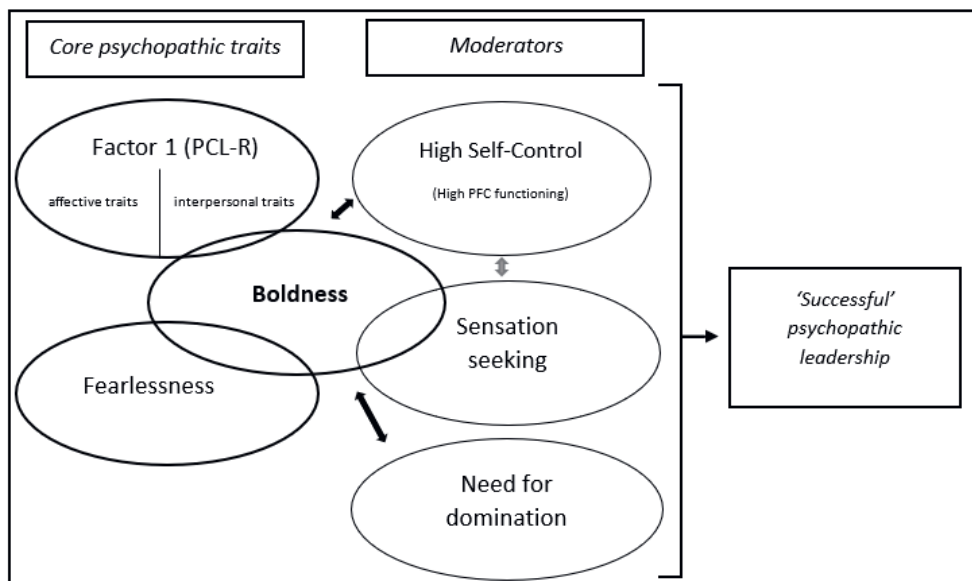 Core psychopathic traits
Moderators
Factor 1 (PCL-R)
affective traits
interpersonal traits
High Self-Control
(High PFC functioning)
Boldness
Sensation
seeking
Fearlessness
Need for
domination
‘Successful’
psychopathic
leadership